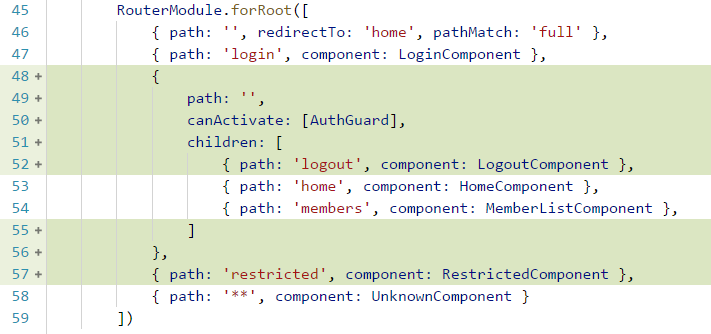 45 RouterModule.forRoot([
46 { path: '', redirectTo: 'home', pathMatch: 'full' },
47 { path: 'login', component: LoginComponent },
48 + {
49 + path: '',
50 + canActivate: [AuthGuard],
51 + children: [
52 + { path: 'logout', component: LogoutComponent },
53 { path: 'home', component: HomeComponent },
54 { path: 'members', component: MemberListComponent },
55 + ]
56 + },
57 + { path: 'restricted', component: RestrictedComponent },
58 { path: '**', component: UnknownComponent }
59 ])